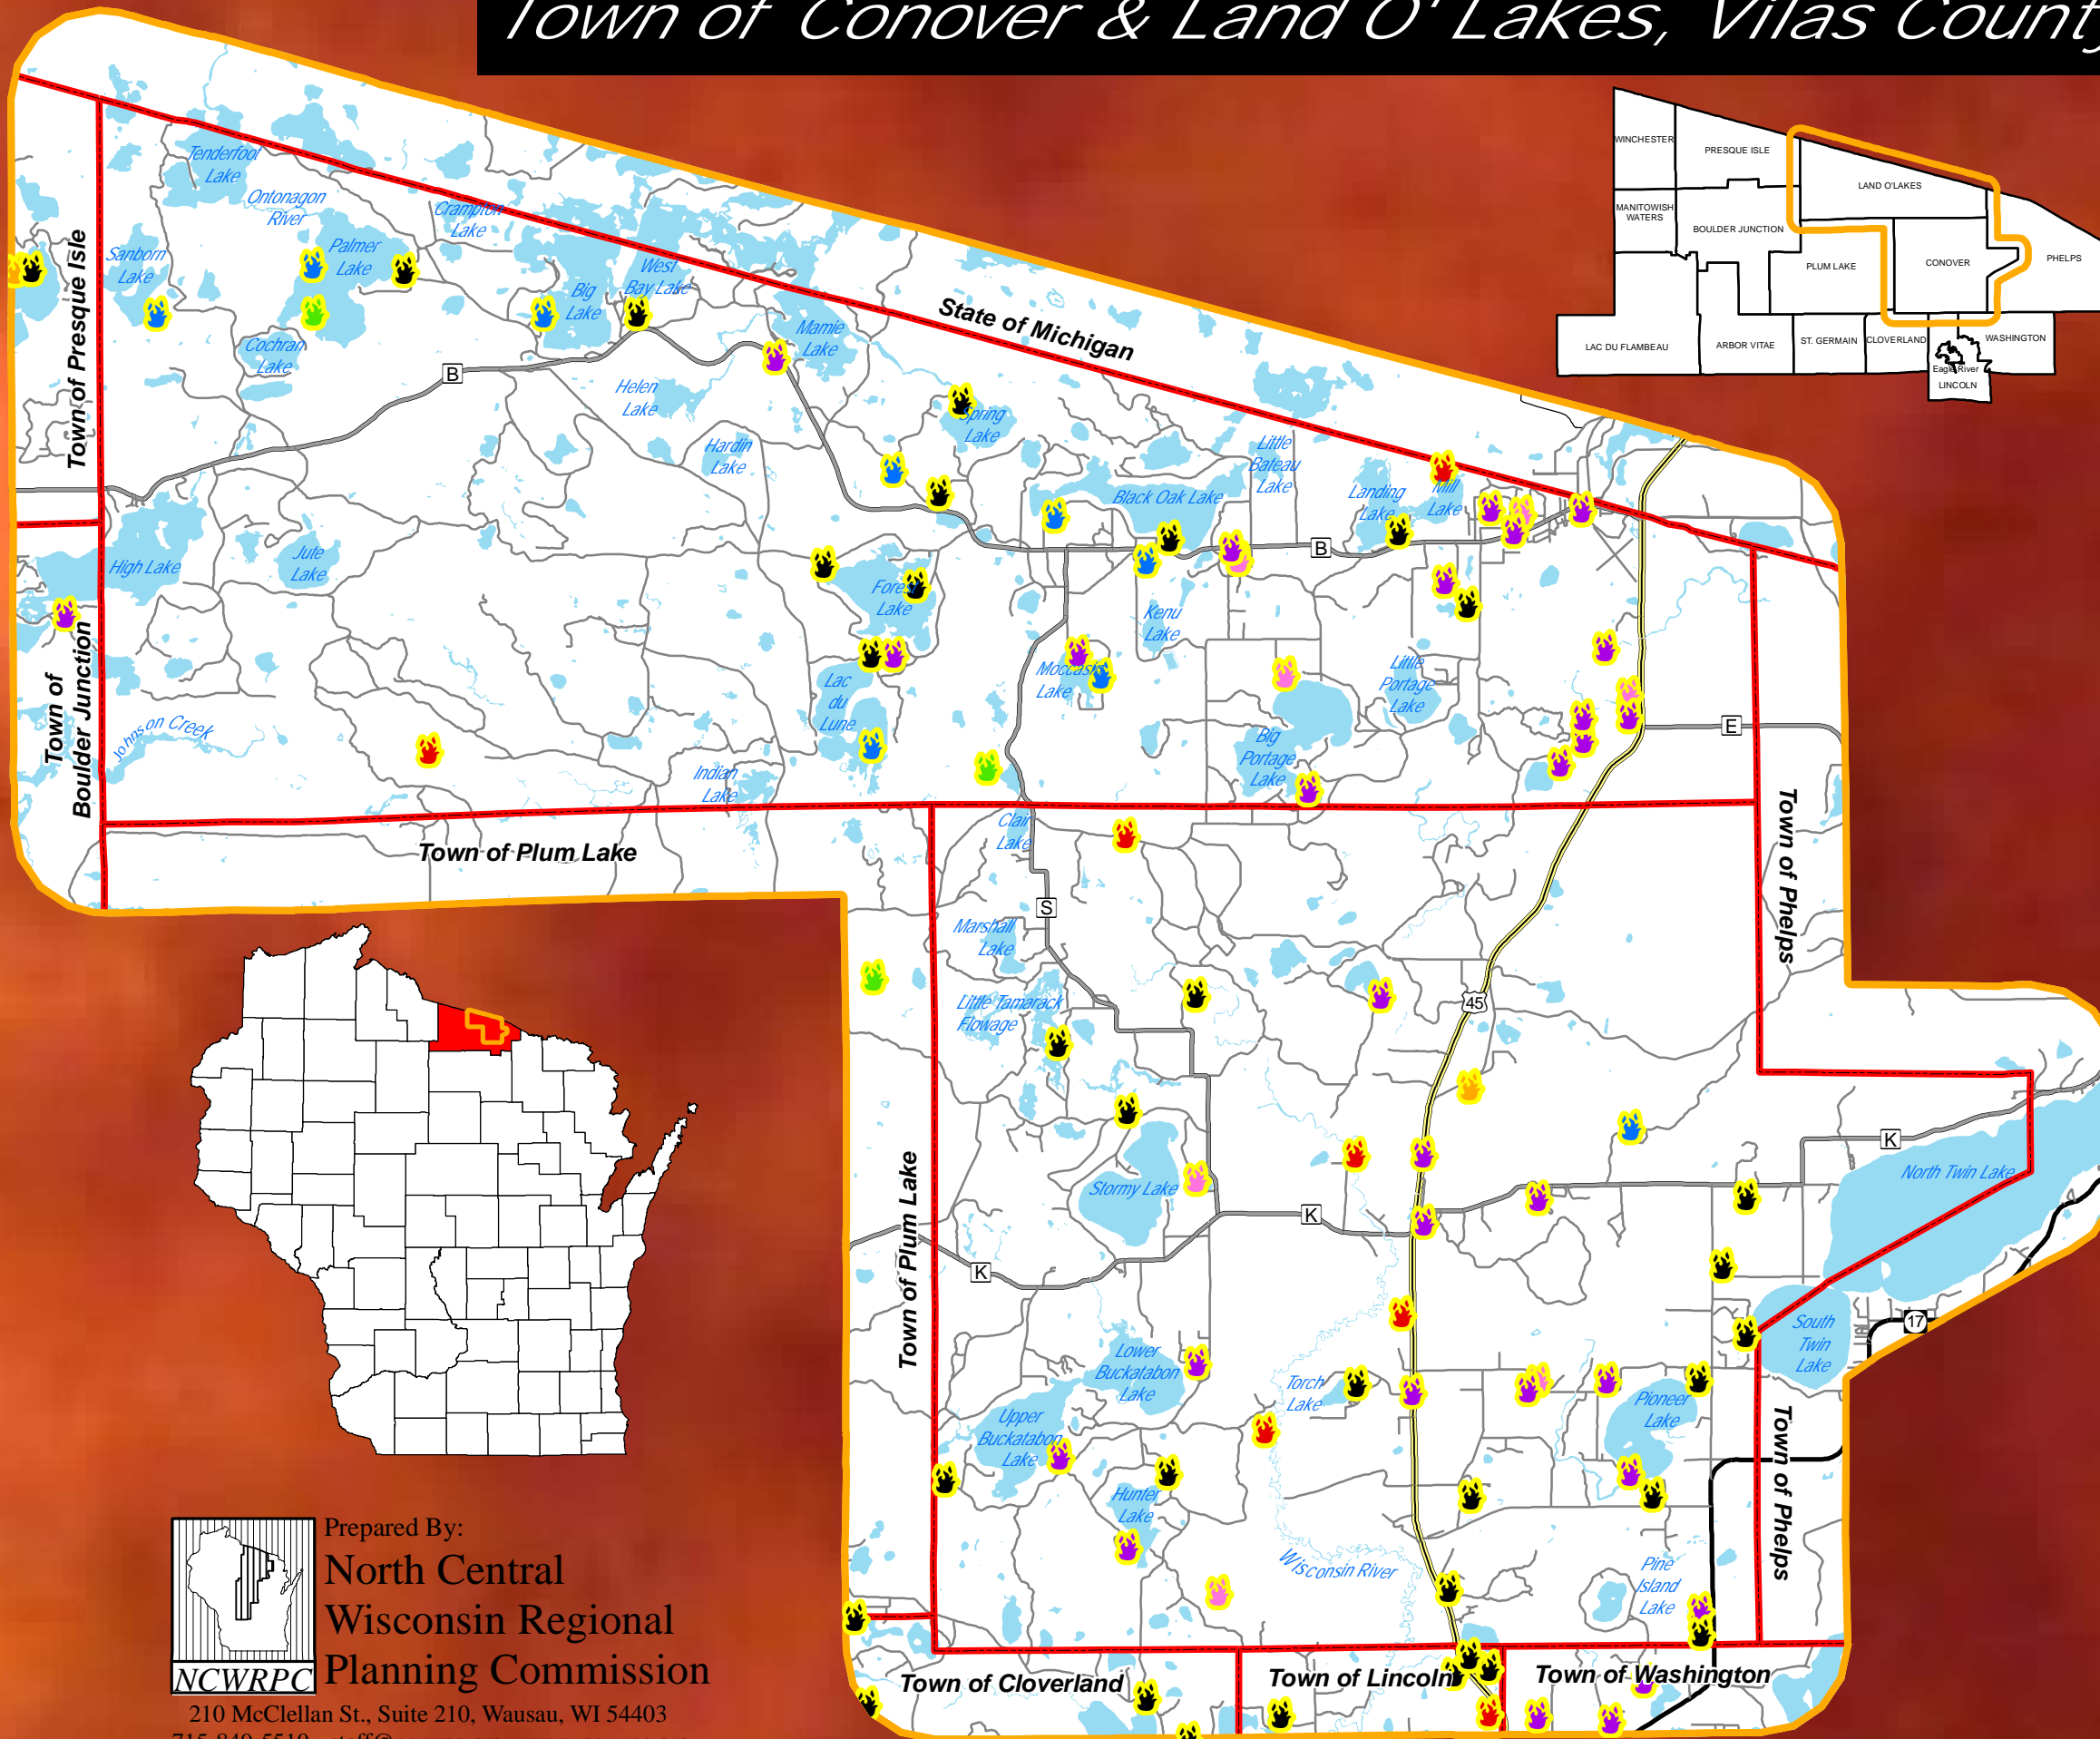 Town of Conover & Land O' Lakes, Vilas County
WINCHESTER
PRESQUE ISLE
LAND O'LAKES
MANITOWISH
WATERS
BOULDER JUNCTION
PLUM LAKE
CONOVER
PHELPS
LAC DU FLAMBEAU
ARBOR VITAE
ST. GERMAIN
CLOVERLAND
WASHINGTON
Eagle River
LINCOLN
Tenderfoot
Lake
Ontonagon
River
Crampton
Lake
Sanborn
Lake
Palmer
Lake
Big
Lake
West
Bay Lake
Mamie
Lake
State of Michigan
Town of Presque Isle
Cochran
Lake
B
Helen
Lake
Spring
Lake
Hardin
Lake
Little
Bateau
Lake
Black Oak Lake
Landing
Lake
Mill
Lake
B
High Lake
Jute
Lake
Forest
Lake
Kenu
Lake
Town of
Boulder Junction
Johnson Creek
Lac
du
Lune
Moccasin
Lake
Little
Portage
Lake
Big
Portage
Lake
E
Indian
Lake
Town of Plum Lake
Clair
Lake
Town of Phelps
S
Marshall
Lake
Little Tamarack
Flowage
45
K
North Twin Lake
Stormy Lake
K
K
Town of Plum Lake
South
Twin
Lake
17
Lower
Buckatabon
Lake
Torch
Lake
Pioneer
Lake
Upper
Buckatabon
Lake
Hunter
Lake
Town of Phelps
Wisconsin River
Pine
Island
Lake
Town of Cloverland
Town of Lincoln
Town of Washington
NCWRPC
Prepared By:
North Central
Wisconsin Regional
Planning Commission
210 McClellan St., Suite 210, Wausau, WI 54403